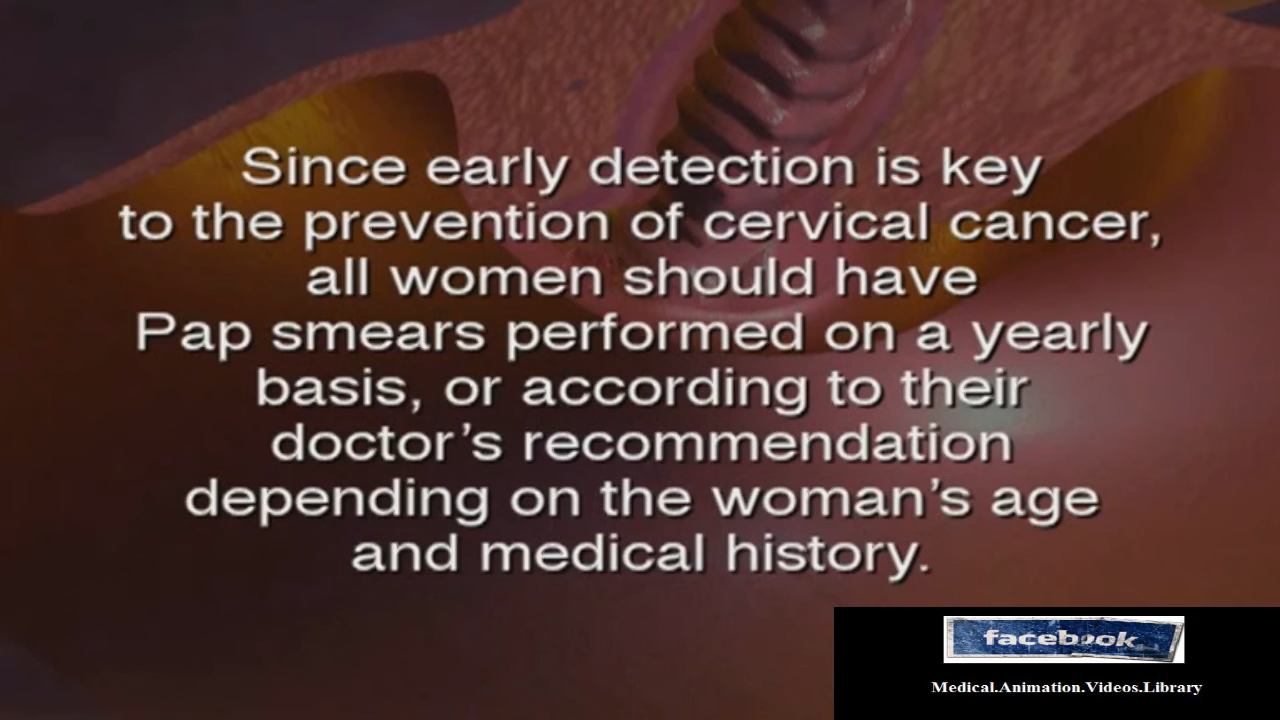 Since early detection is key
to the prevention of cervical cancer,
all women should have
Pap smears performed on a yearly
basis, or according to their
doctor’s recommendation
depending on the woman’s age
and medical history.
facebook
Medical.Animation.Videos.Library